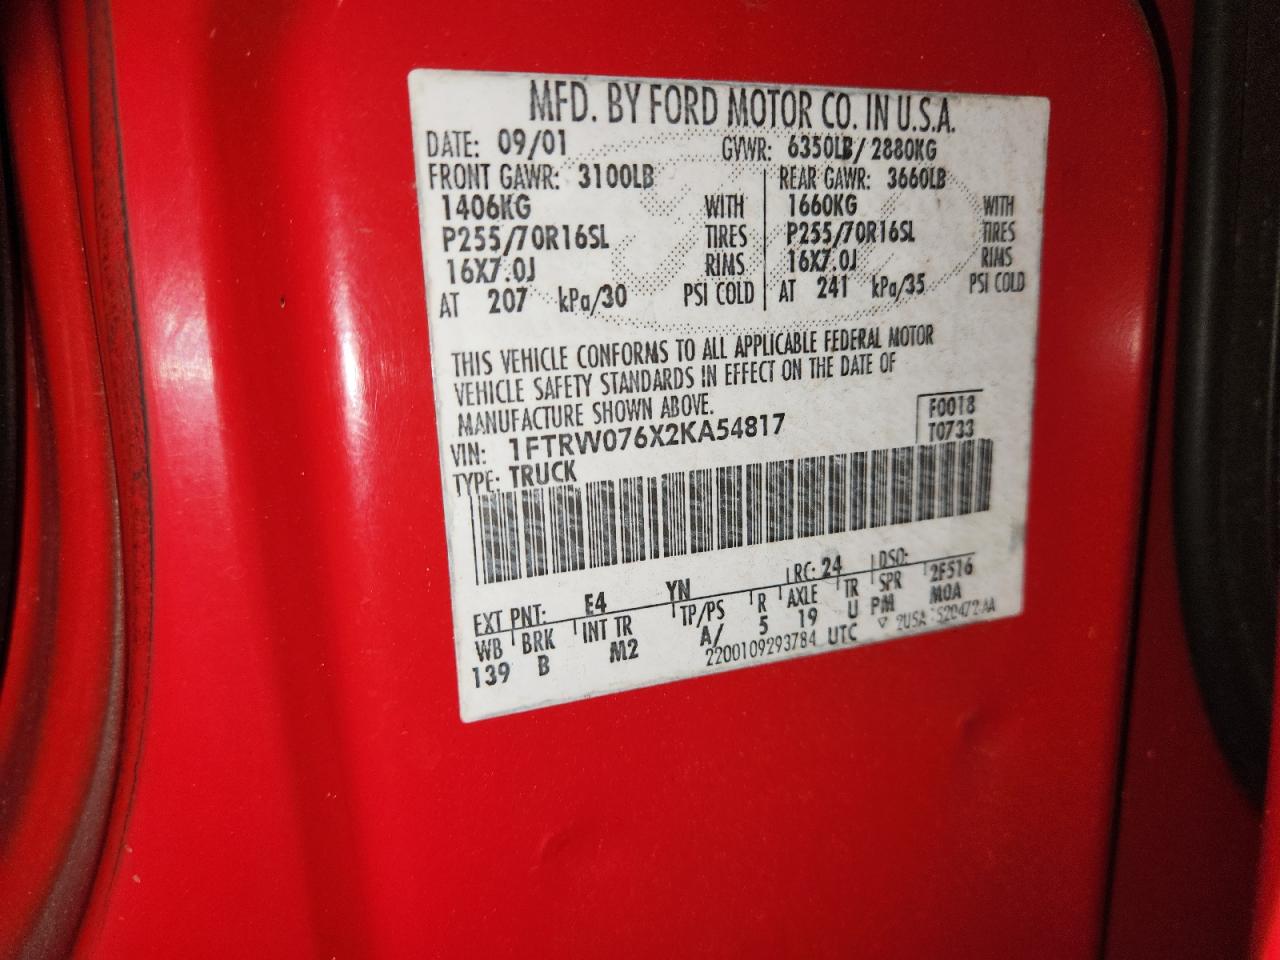 MFD. BY FORD MOTOR CO. IN U.S.A.
DATE: 09/01 GVWR: 6350LB/2880KG
FRONT GAWR: 3100LB REAR GAWR: 3660LB
1406KG WITH 1660KG WITH
P255/70R16SL TIRES P255/70R16SL TIRES
16X7.0J RIMS 16X7.0J RIMS
AT 207 kPa/30 PSI COLD AT 241 kPa/35 PSI COLD
THIS VEHICLE CONFORMS TO ALL APPLICABLE FEDERAL MOTOR
VEHICLE SAFETY STANDARDS IN EFFECT ON THE DATE OF
MANUFACTURE SHOWN ABOVE.
VIN: 1FTRW076X2KA54817 F0018
TYPE: TRUCK T0733
EXT PNT: E4 YN RC: 24 DSO:
WB BRK INT TR TP/PS R AXLE TR SPR 2F516
139 B M2 A/ 5 19 U PM M0A
2200109293784 UTC